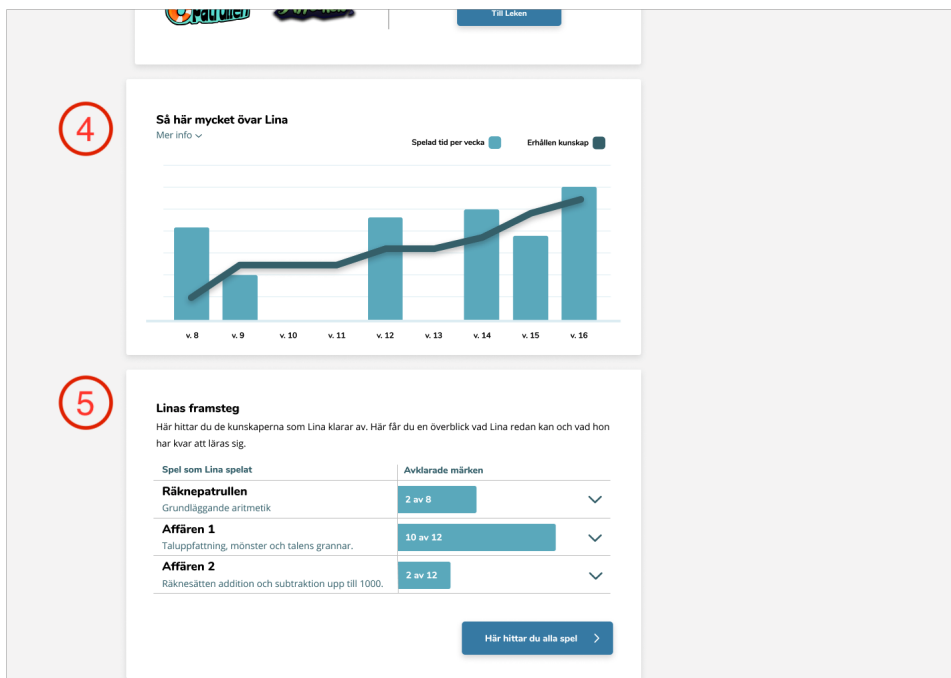 patrullen
Till Leken
4
Så här mycket övar Lina
Mer info
Spelad tid per vecka
Erhållen kunskap
v. 8 v. 9 v. 10 v. 11 v. 12 v. 13 v. 14 v. 15 v. 16
5
Linas framsteg
Här hittar du de kunskaperna som Lina klarar av. Här får du en överblick vad Lina redan kan och vad hon
har kvar att läras sig.
Spel som Lina spelat Avklarade märken
Räknepatrullen
Grundläggande aritmetik
2 av 8
Affären 1
Taluppfattning, mönster och talens grannar.
10 av 12
Affären 2
Räknesätten addition och subtraktion upp till 1000.
2 av 12
Här hittar du alla spel